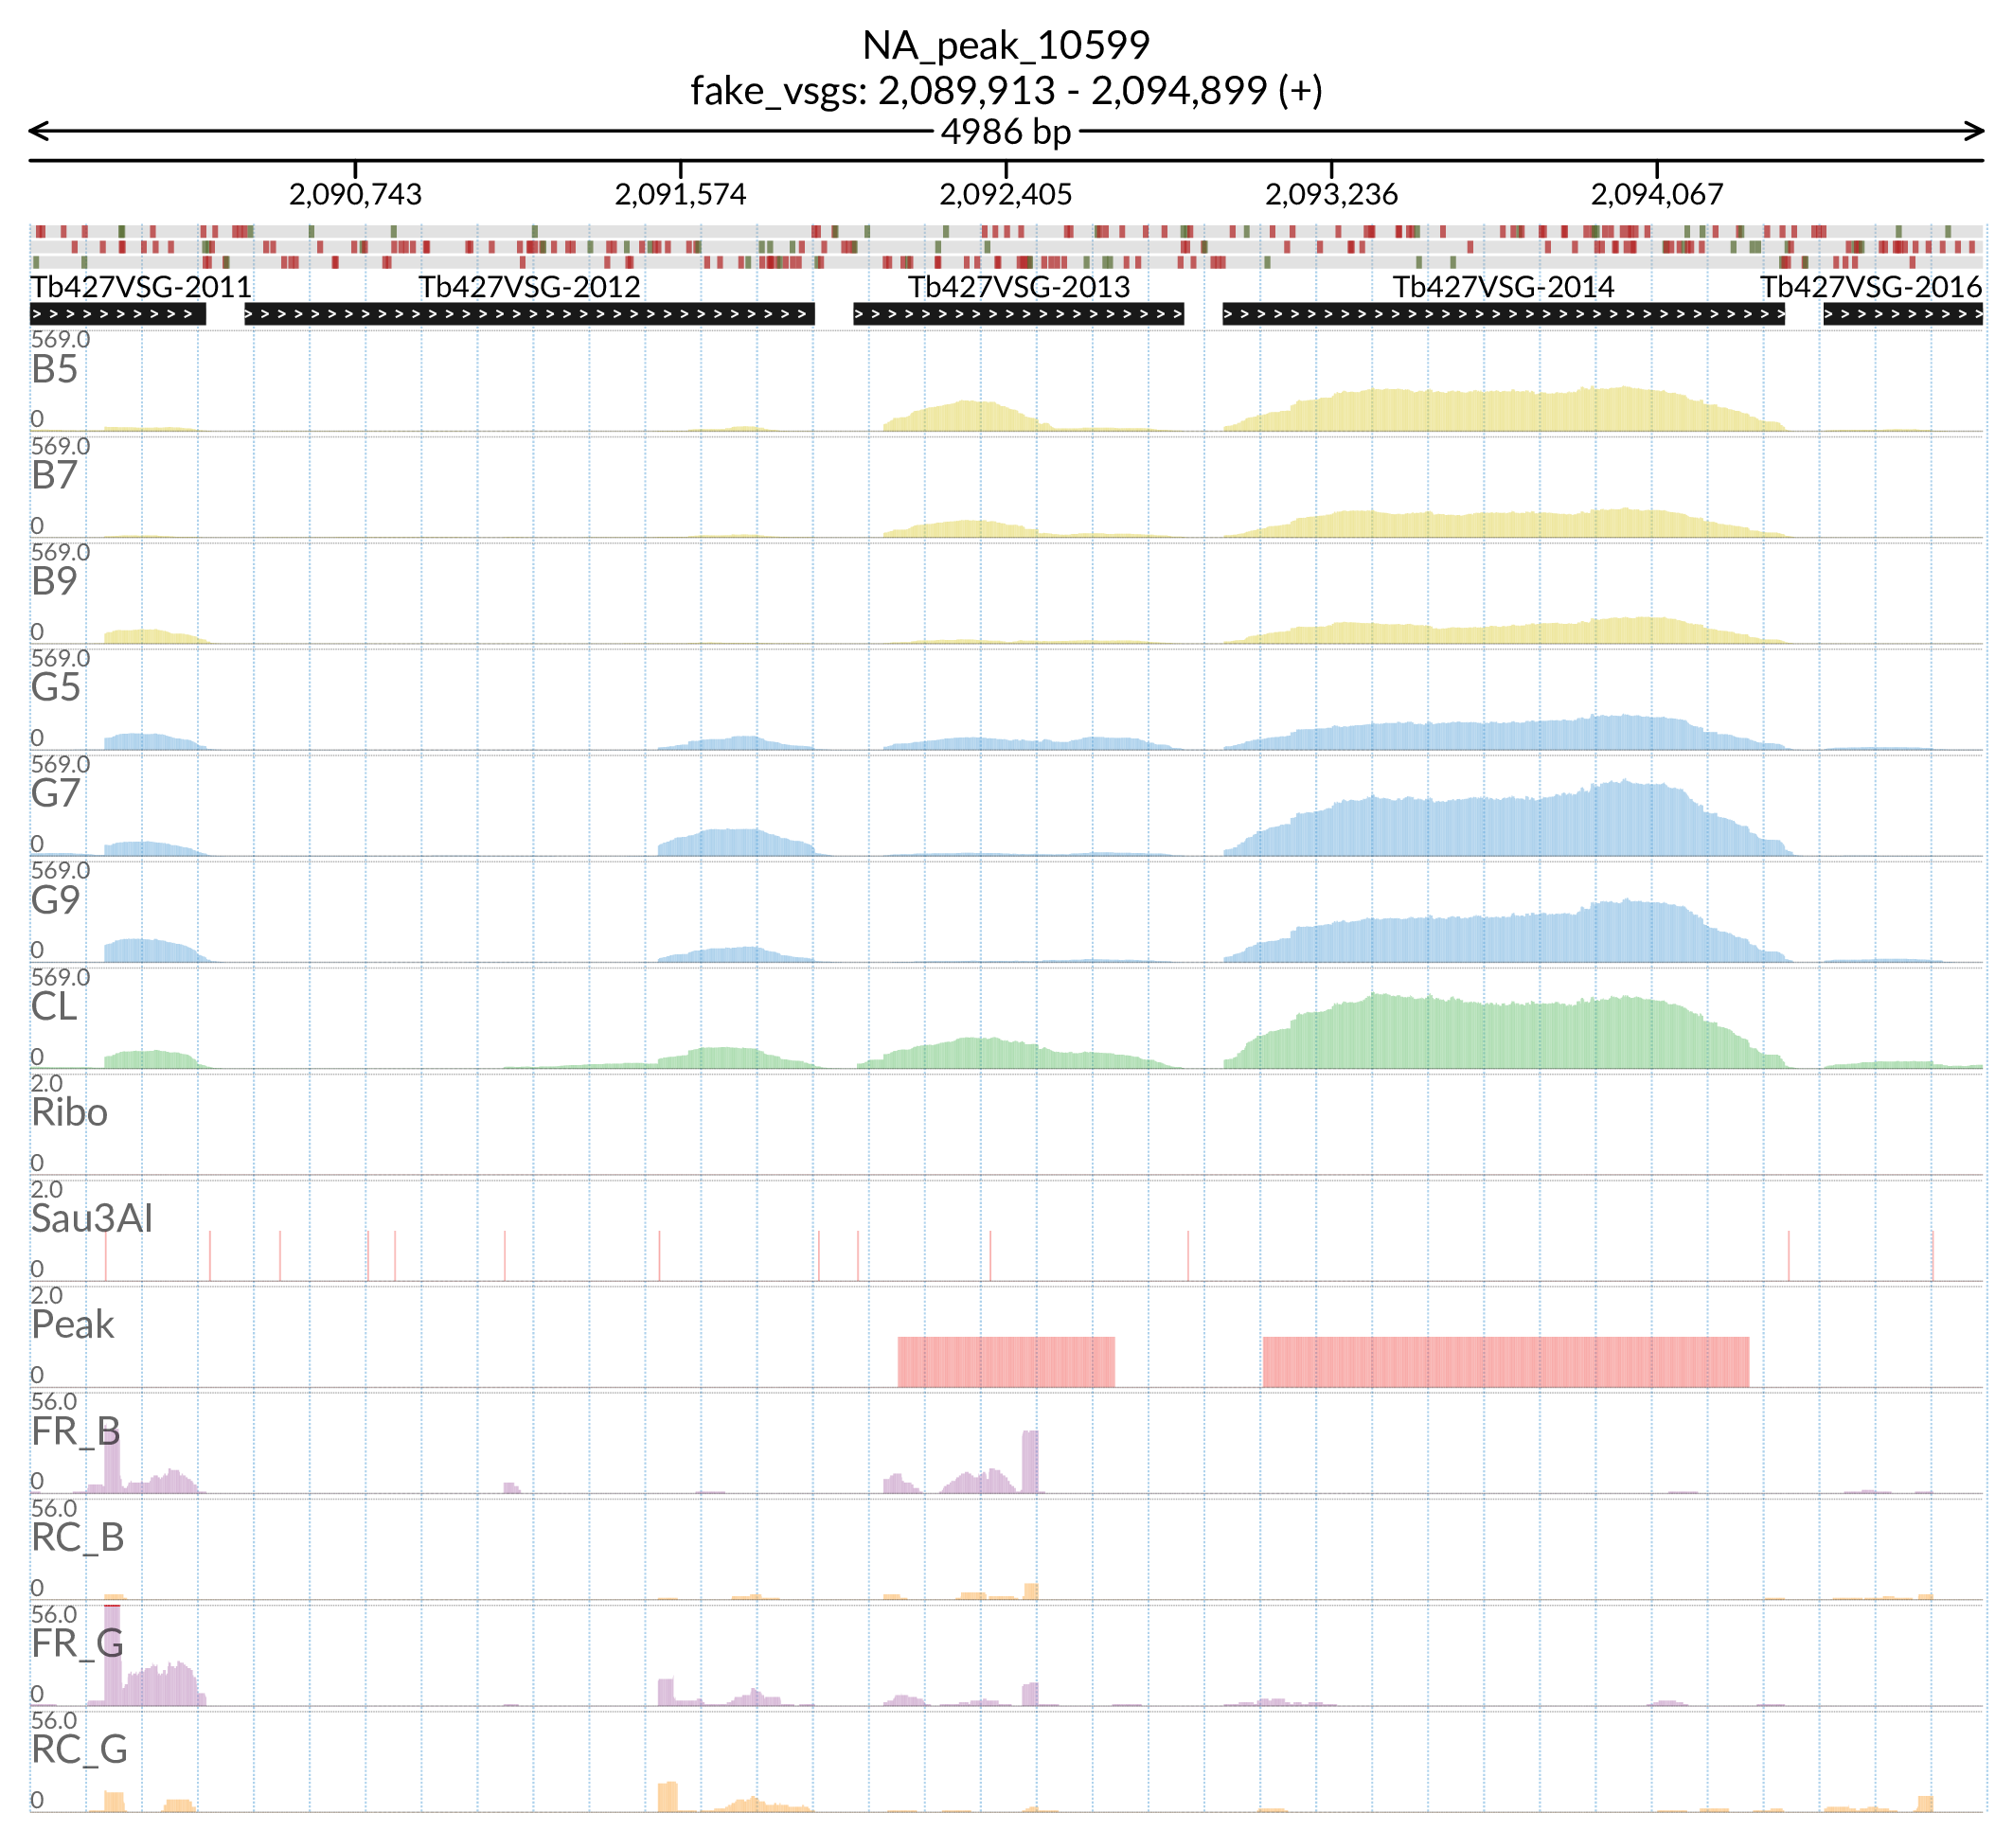 NA_peak_10599
fake_vsgs: 2,089,913 - 2,094,899 (+)
4986 bp
2,090,743 2,091,574 2,092,405 2,093,236 2,094,067
Tb427VSG-2011 Tb427VSG-2012 Tb427VSG-2013 Tb427VSG-2014 Tb427VSG-2016
569.0
B5
0
569.0
B7
0
569.0
B9
0
569.0
G5
0
569.0
G7
0
569.0
G9
0
569.0
CL
0
2.0
Ribo
0
2.0
Sau3AI
0
2.0
Peak
0
56.0
FR_B
0
56.0
RC_B
0
56.0
FR_G
0
56.0
RC_G
0